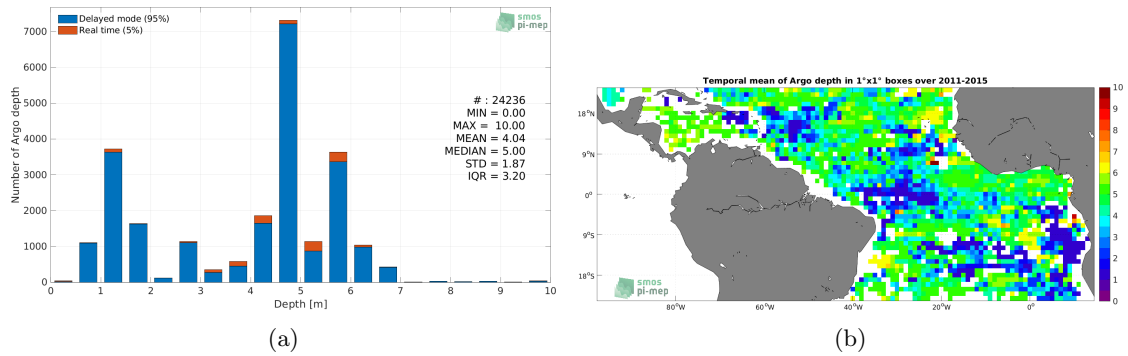 Delayed mode (95%)
Real time (5%)
smos
pi-mep
Number of Argo depth
7000
6000
5000
4000
3000
2000
1000
0
# : 24236
MIN = 0.00
MAX = 10.00
MEAN = 4.04
MEDIAN = 5.00
STD = 1.87
IQR = 3.20
0 1 2 3 4 5 6 7 8 9 10
Depth [m]
(a)
Temporal mean of Argo depth in 1°x1° boxes over 2011-2015
18°N
9°N
0°
9°S
18°S
80°W 60°W 40°W 20°W 0°
smos
pi-mep
10
9
8
7
6
5
4
3
2
1
0
(b)